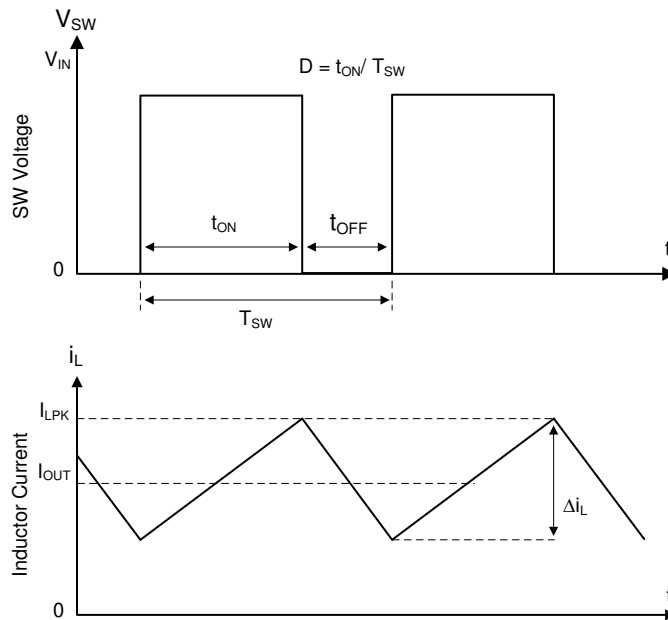 V_SW
V_IN
D = t_ON/ T_SW
SW Voltage
t_ON
t_OFF
0
t
T_SW
i_L
I_LPK
I_OUT
Inductor Current
Δi_L
0
t